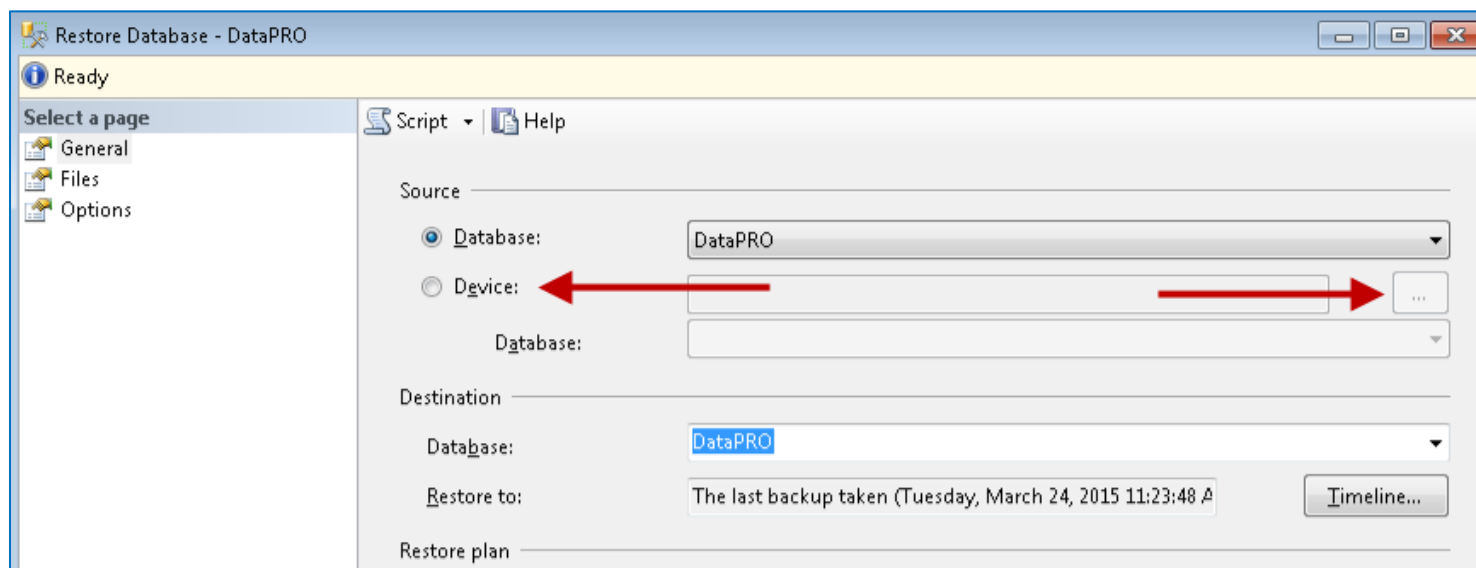 Restore Database - DataPRO
Ready
Select a page
General
Files
Options
Script
Help
Source
Database:
DataPRO
Device:
...
Database:
Destination
Database:
DataPRO
Restore to:
The last backup taken (Tuesday, March 24, 2015 11:23:48 A
Timeline...
Restore plan